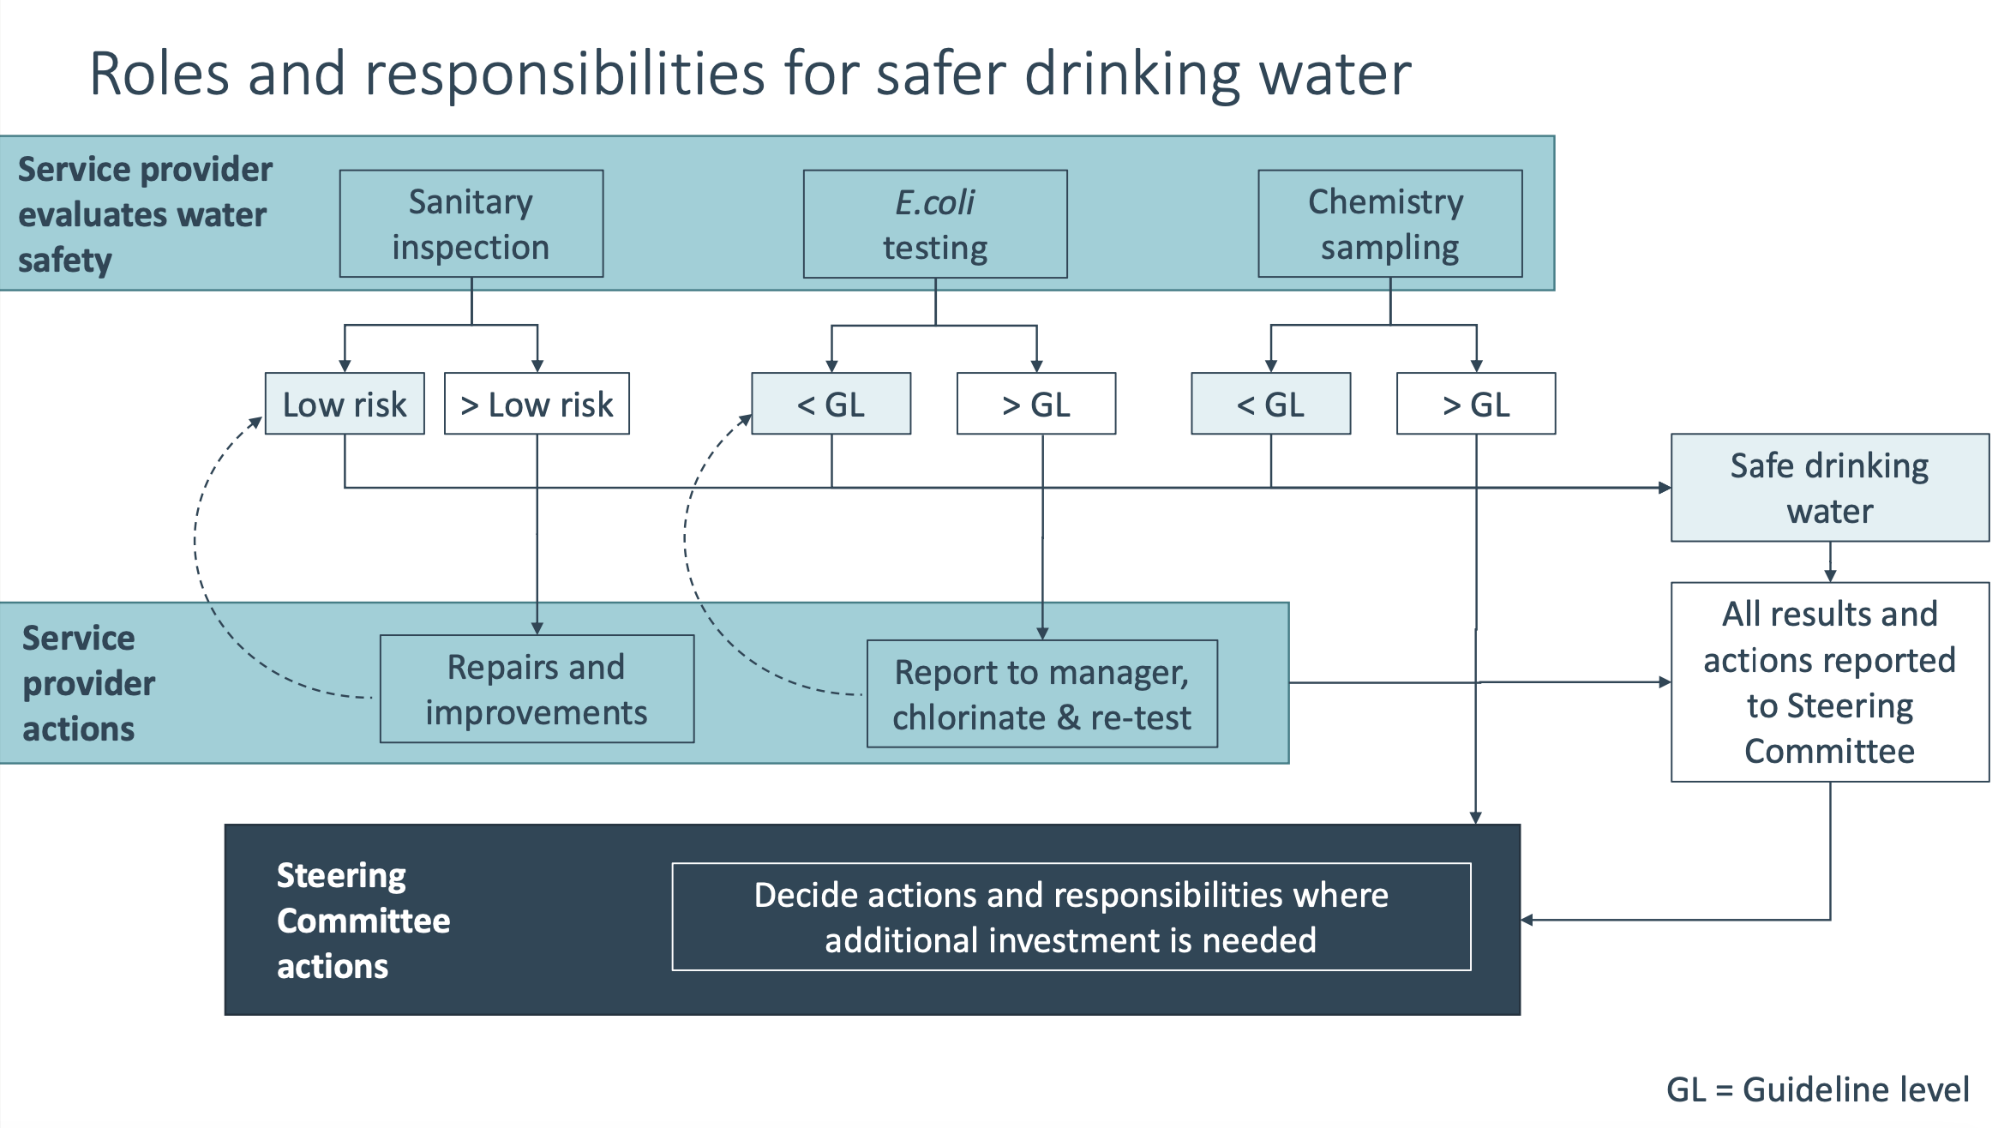 Roles and responsibilities for safer drinking water
Service provider
evaluates water
safety
Sanitary
inspection
E.coli
testing
Chemistry
sampling
Low risk
> Low risk
< GL
> GL
< GL
> GL
Safe drinking
water
Service
provider
actions
Repairs and
improvements
Report to manager,
chlorinate & re-test
All results and
actions reported
to Steering
Committee
Steering
Committee
actions
Decide actions and responsibilities where
additional investment is needed
GL = Guideline level